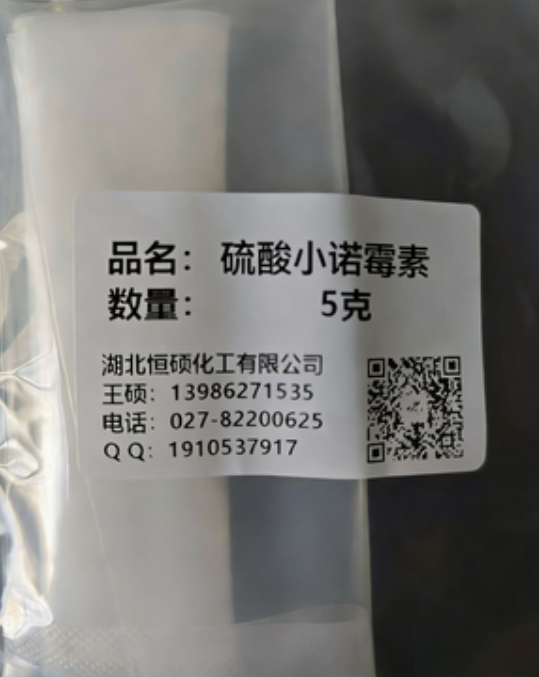 品名： 硫酸小诺霉素
数量： 5克
湖北恒硕化工有限公司
王硕：13986271535
电话：027-82200625
QQ：1910537917